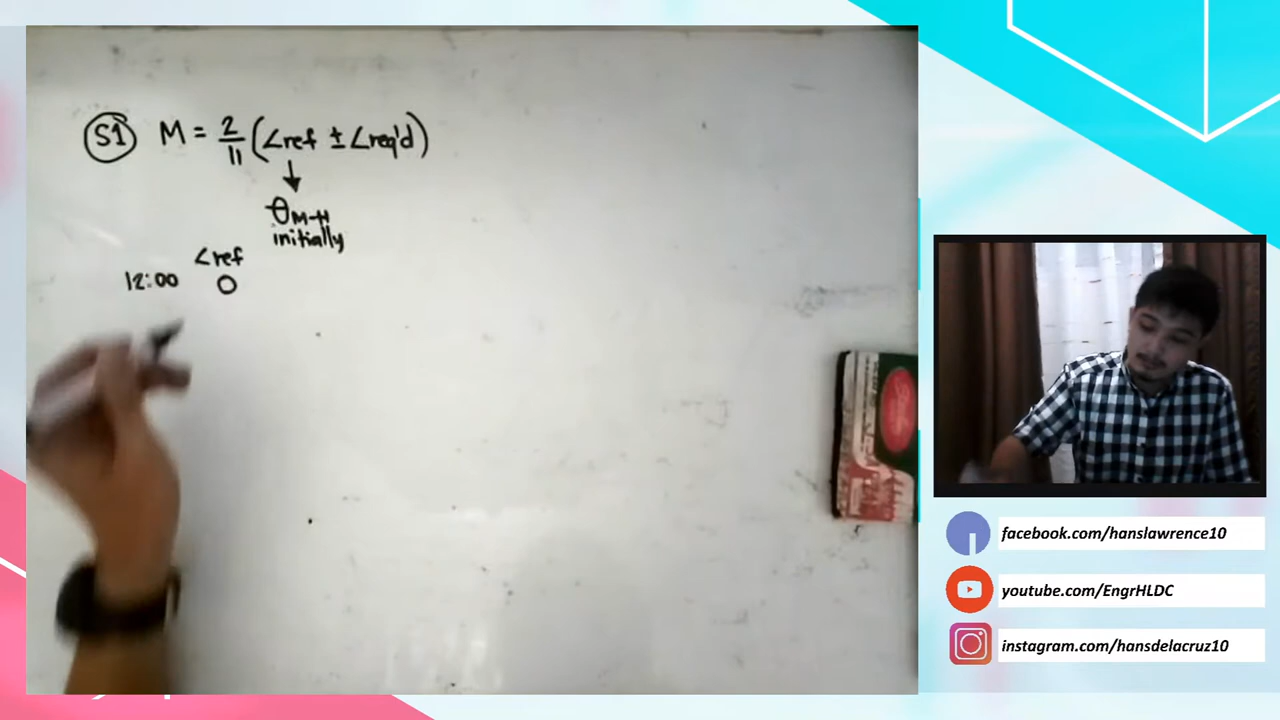 S1 M = 2/11 (∠ref ± ∠req'd)
↓
θM-H
initially
∠ref
12:00 0
facebook.com/hanslawrence10
youtube.com/EngrHLDC
instagram.com/hansdelacruz10